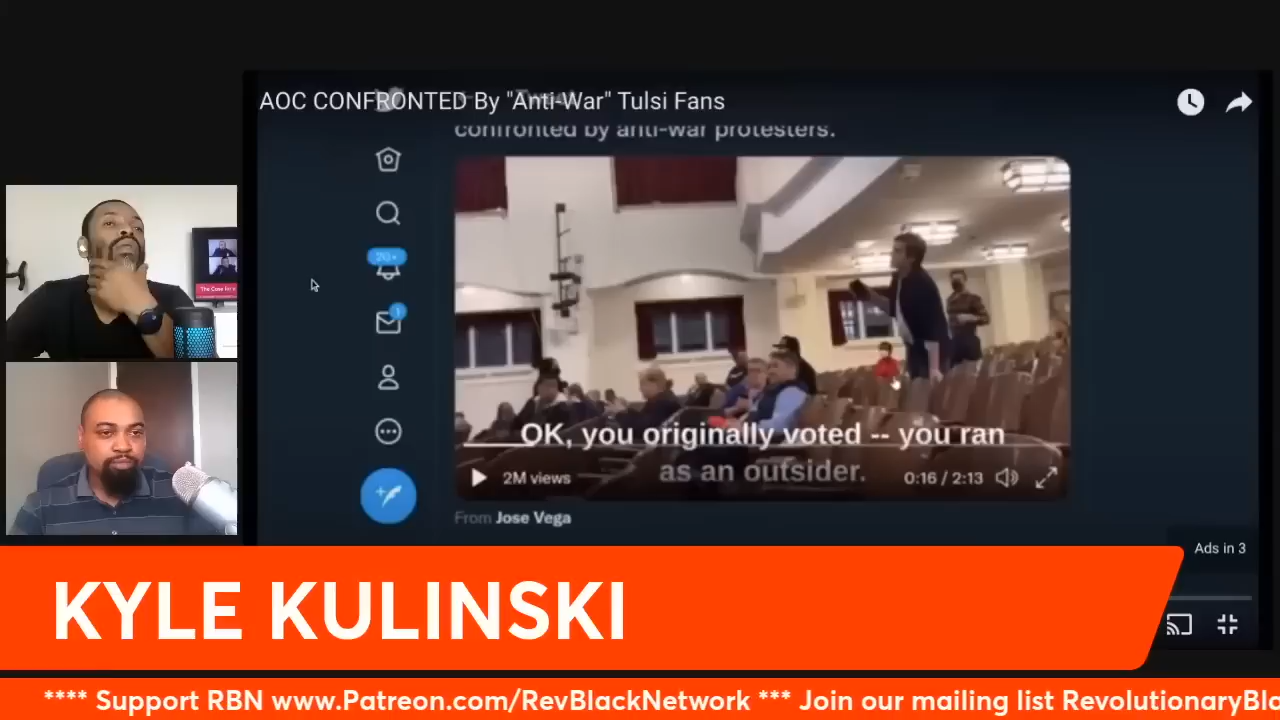 AOC CONFRONTED By "Anti-War" Tulsi Fans
confronted by anti-war protesters.
20+
1
OK, you originally voted -- you ran
as an outsider.
2M views
0:16 / 2:13
From Jose Vega
Ads in 3
KYLE KULINSKI
**** Support RBN www.Patreon.com/RevBlackNetwork *** Join our mailing list RevolutionaryBla